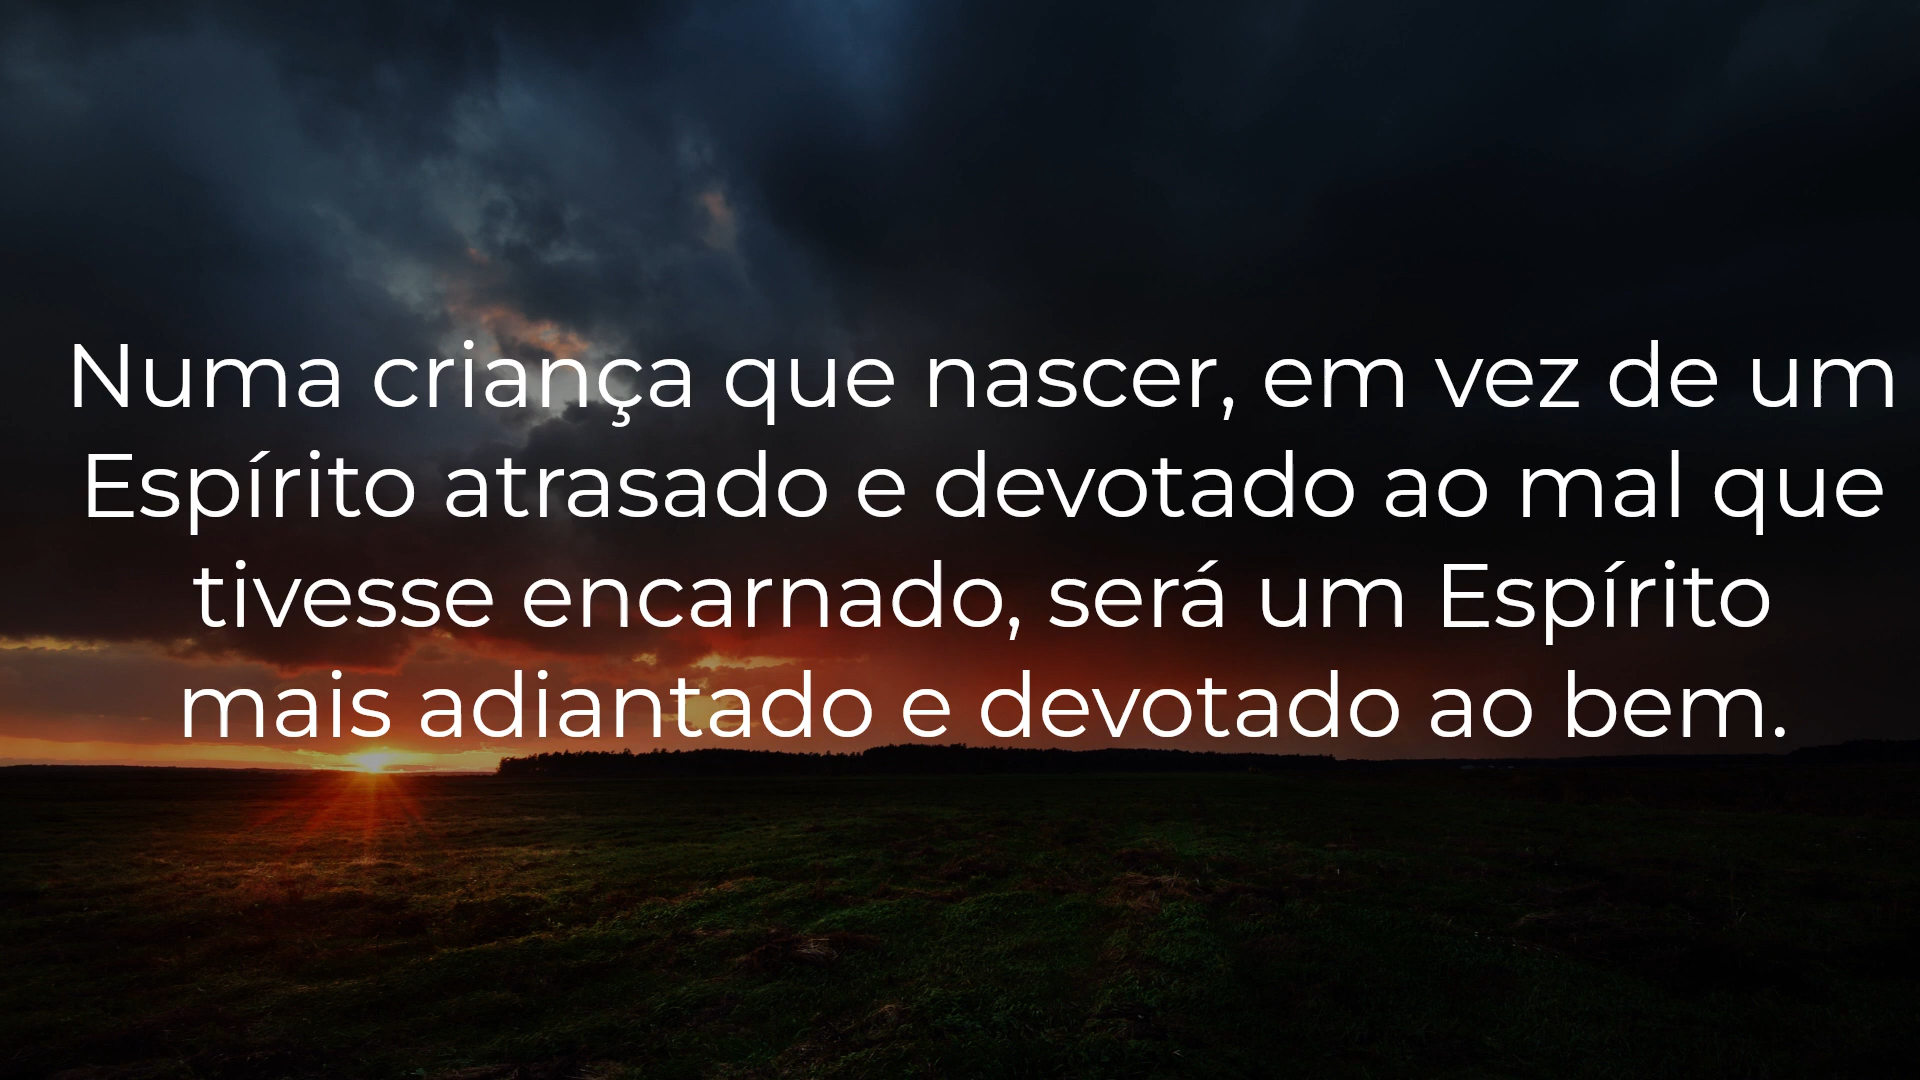 Numa criança que nascer, em vez de um
Espírito atrasado e devotado ao mal que
tivesse encarnado, será um Espírito
mais adiantado e devotado ao bem.